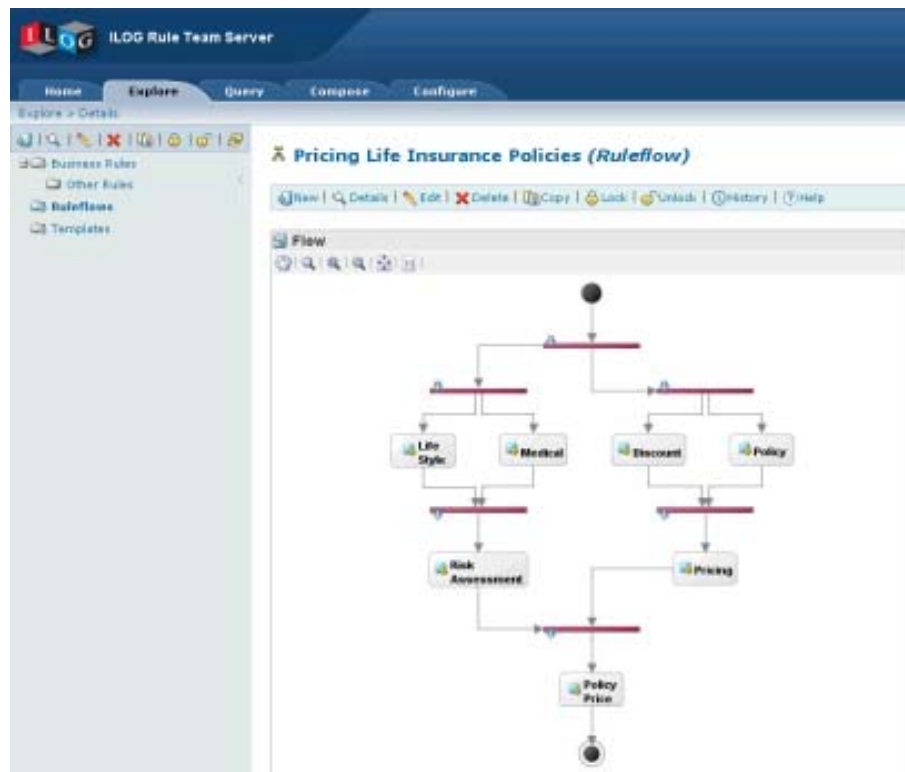 ILOG ILOG Rule Team Server
Home Explore Query Compose Configure
Explore > Details
Business Rules
Other Rules
Ruleflows
Templates
Pricing Life Insurance Policies (Ruleflow)
New | Details | Edit | Delete | Copy | Lock | Unlock | History | Help
Flow
Life Style
Medical
Discount
Policy
Risk Assessment
Pricing
Policy Price